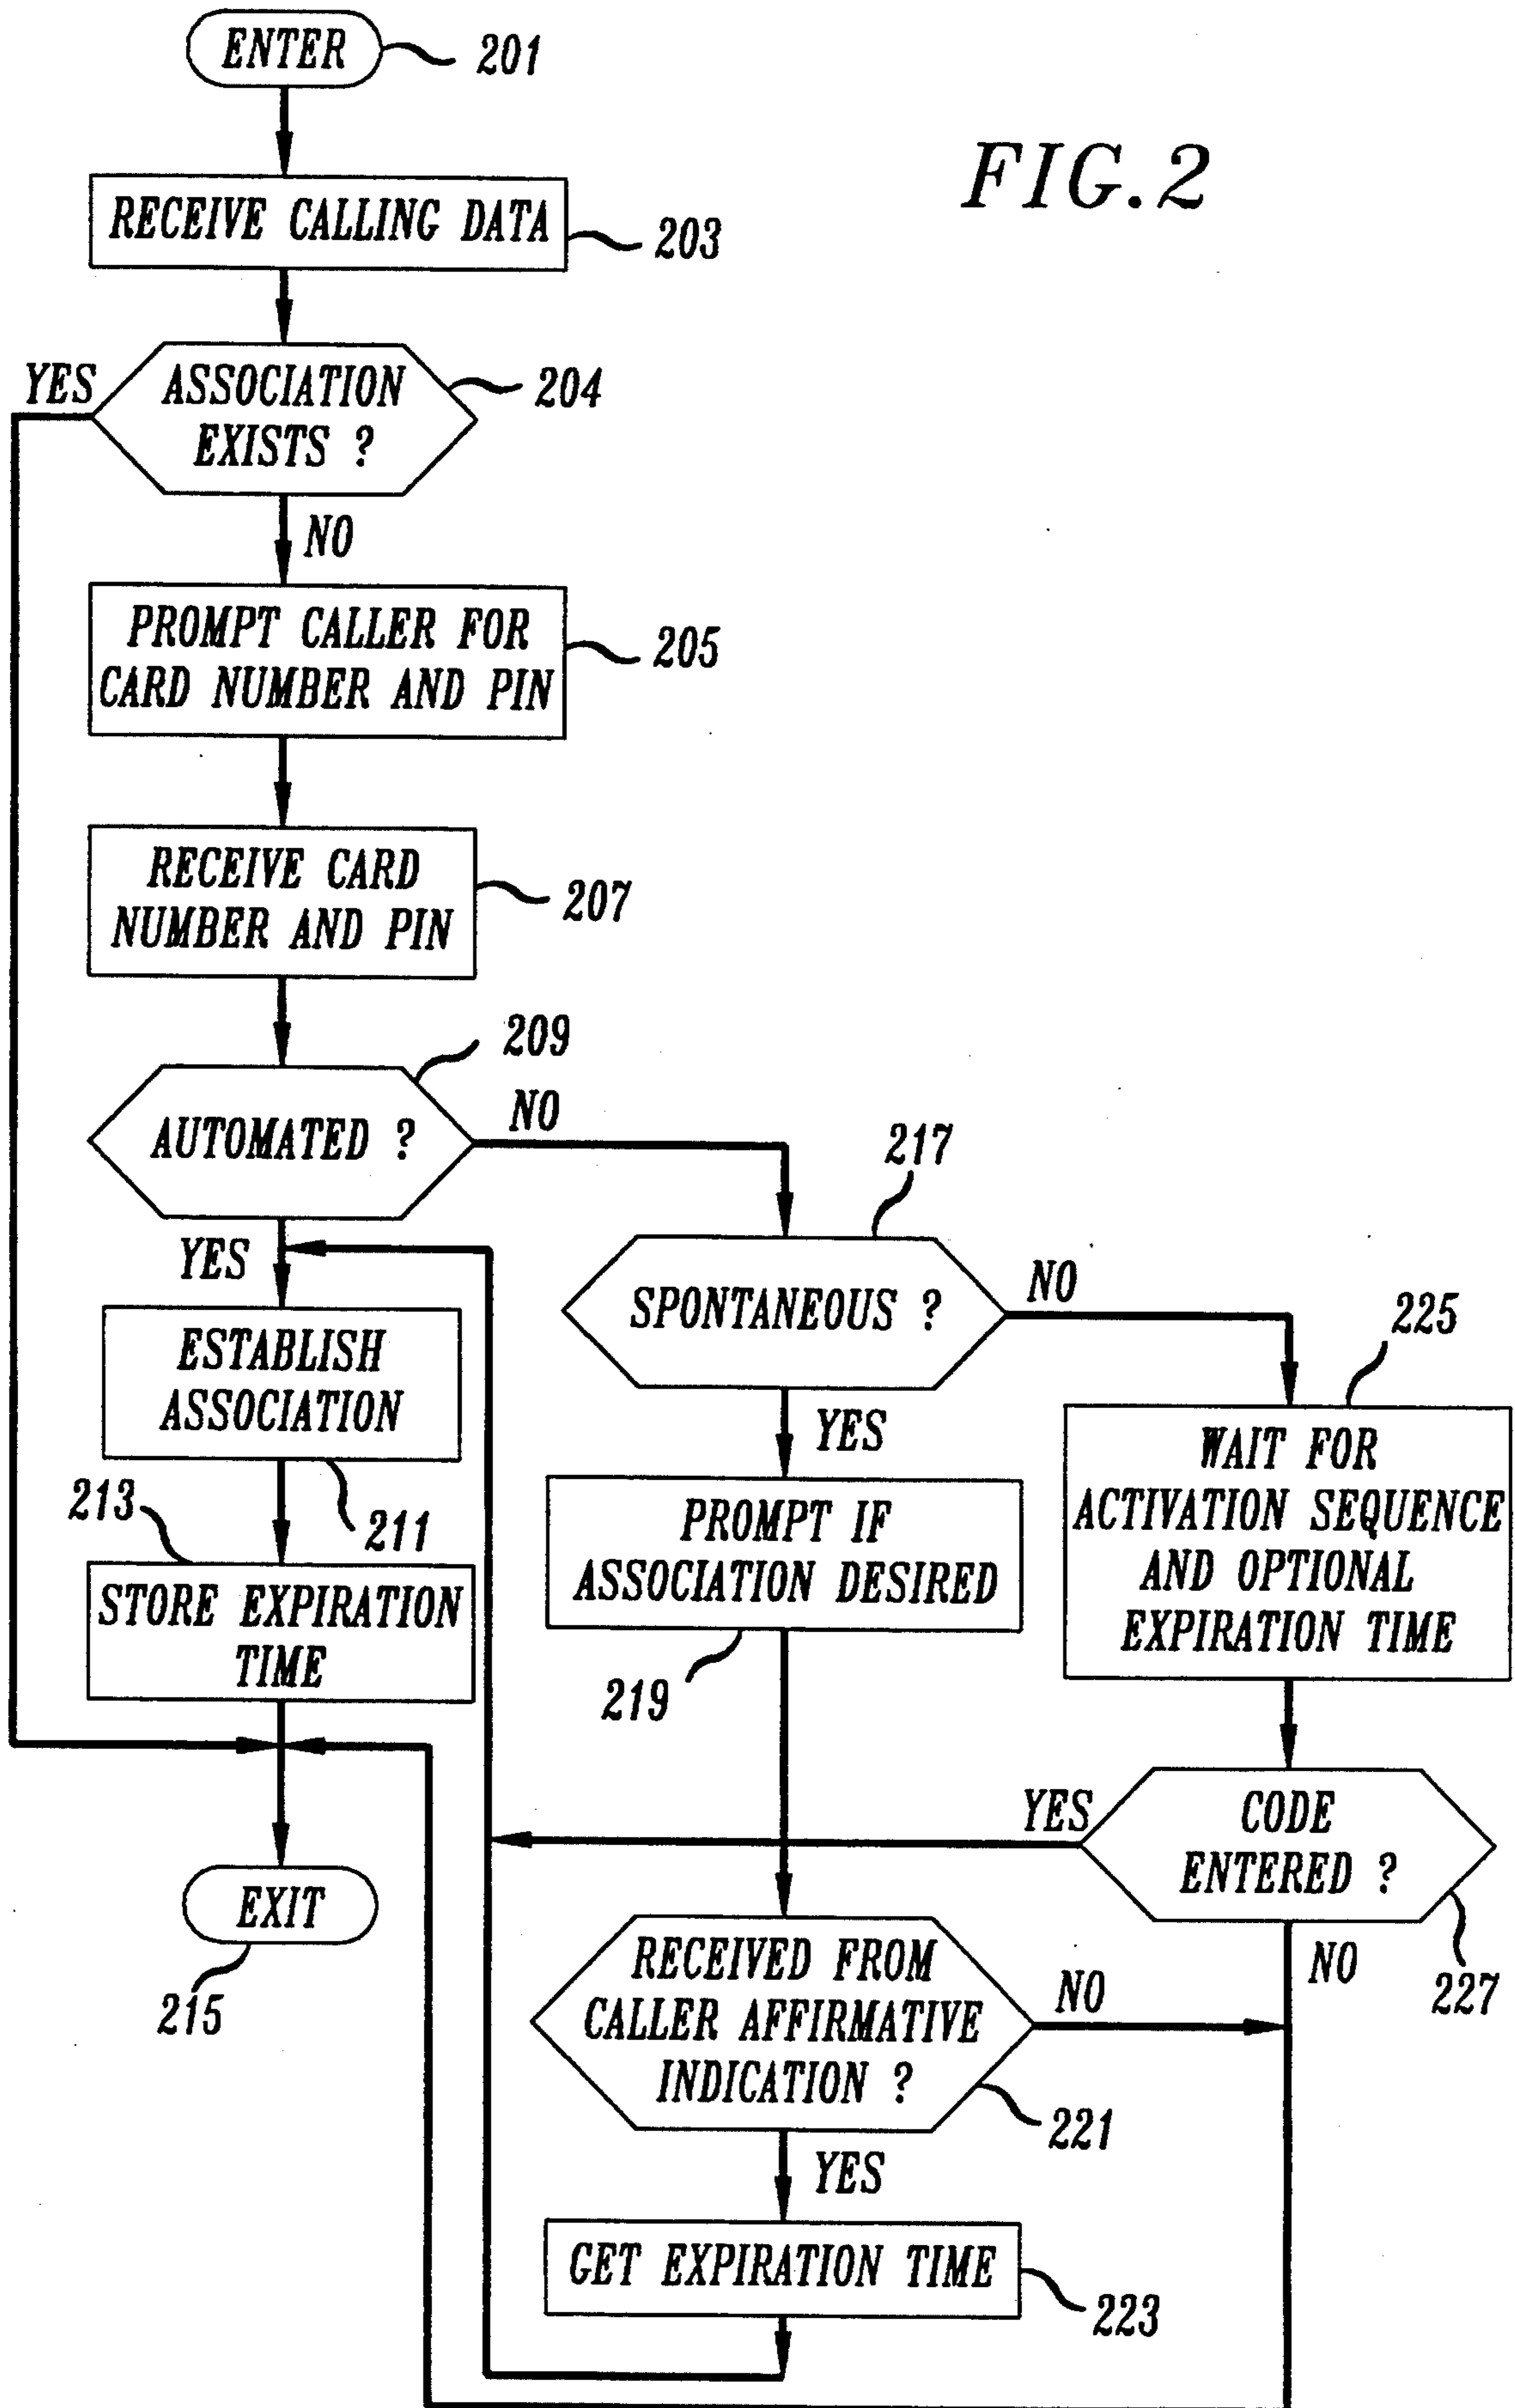 ENTER
201
FIG.2
RECEIVE CALLING DATA
203
YES
ASSOCIATION
EXISTS ?
204
NO
PROMPT CALLER FOR
CARD NUMBER AND PIN
205
RECEIVE CARD
NUMBER AND PIN
207
209
AUTOMATED ?
NO
217
YES
SPONTANEOUS ?
NO
225
ESTABLISH
ASSOCIATION
211
YES
WAIT FOR
ACTIVATION SEQUENCE
AND OPTIONAL
EXPIRATION TIME
213
PROMPT IF
ASSOCIATION DESIRED
219
STORE EXPIRATION
TIME
YES
CODE
ENTERED ?
227
NO
EXIT
215
RECEIVED FROM
CALLER AFFIRMATIVE
INDICATION ?
NO
221
YES
GET EXPIRATION TIME
223